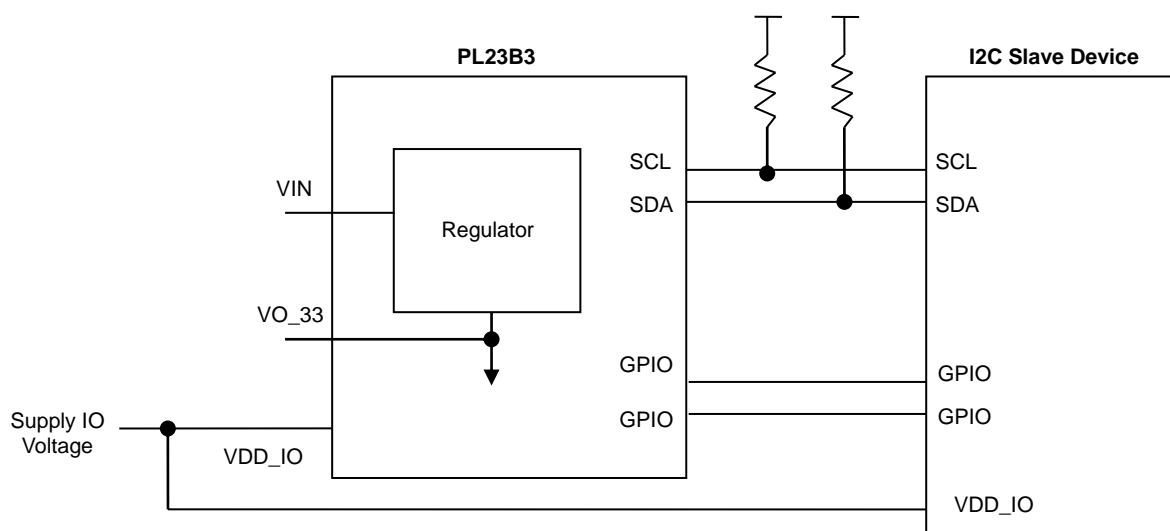 PL23B3
I2C Slave Device
SCL
SCL
VIN
SDA
SDA
Regulator
VO_33
GPIO
GPIO
GPIO
GPIO
Supply IO
Voltage
VDD_IO
VDD_IO